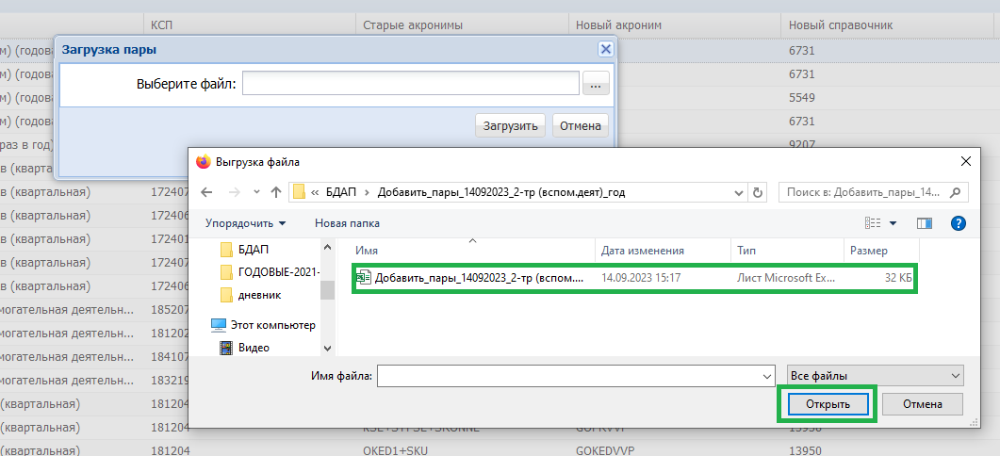 КСП Старые акронимы Новый акроним Новый справочник
м) (годова 6731
Загрузка пары
м) (годова 6731
Выберите файл: ...
м) (годова 5549
м) (годова 6731
Загрузить Отмена
раз в год) 9207
Выгрузка файла
в (квартальна
в (квартальная) 172407
« БДАП > Добавить_пары_14092023_2-тр (вспом.деят)_год
Поиск в: Добавить_пары_14...
в (квартальная) 172406
Упорядочить Новая папка
в (квартальная) 172401
Имя Дата изменения Тип Размер
БДАП
в (квартальная) 172407
ГОДОВЫЕ-2021-
Добавить_пары_14092023_2-тр (вспом.... 14.09.2023 15:17 Лист Microsoft Ex... 32 КБ
в (квартальная) 172406
дневник
могательная деятельн... 185207
Этот компьютер
могательная деятельн... 181202
Видео
могательная деятельн... 184107
могательная деятельн... 183219
Имя файла: Все файлы
(квартальная) 181204
Открыть Отмена
(квартальная) 181204
13950
(квартальная) 181204 OKED1+SKU GOKEDVVP 13950